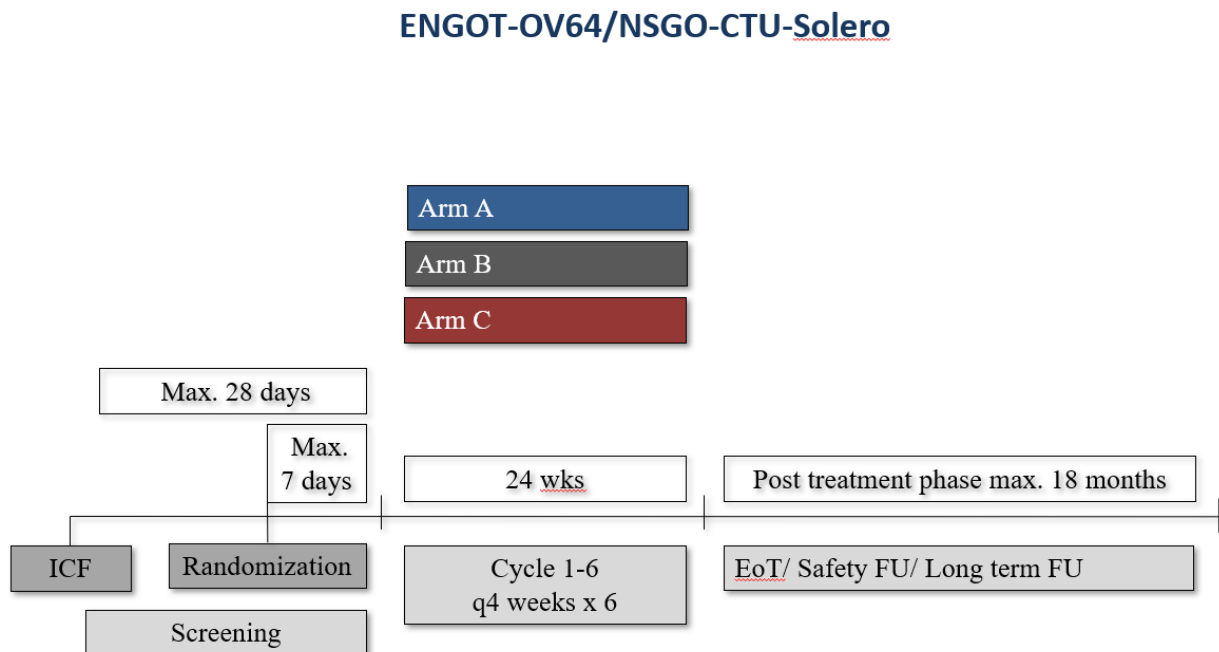 ENGOT-OV64/NSGO-CTU-Solero
Arm A
Arm B
Arm C
Max. 28 days
Max.
7 days
24 wks
Post treatment phase max. 18 months
ICF
Randomization
Cycle 1-6
q4 weeks x 6
EoT/ Safety FU/ Long term FU
Screening